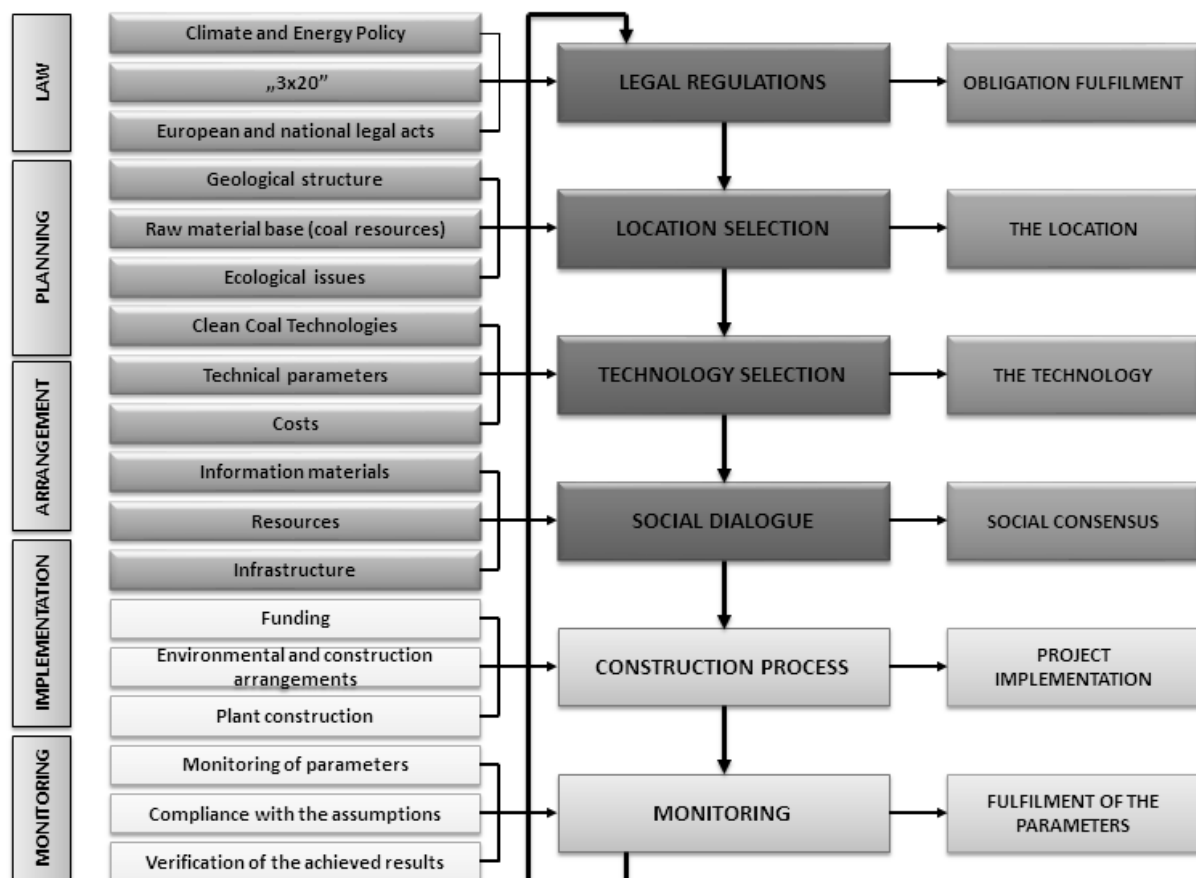 LAW
Climate and Energy Policy
„3x20”
European and national legal acts
LEGAL REGULATIONS
OBLIGATION FULFILMENT
PLANNING
Geological structure
Raw material base (coal resources)
Ecological issues
LOCATION SELECTION
THE LOCATION
Clean Coal Technologies
Technical parameters
Costs
TECHNOLOGY SELECTION
THE TECHNOLOGY
ARRANGEMENT
Information materials
Resources
Infrastructure
SOCIAL DIALOGUE
SOCIAL CONSENSUS
IMPLEMENTATION
Funding
Environmental and construction
arrangements
Plant construction
CONSTRUCTION PROCESS
PROJECT
IMPLEMENTATION
MONITORING
Monitoring of parameters
Compliance with the assumptions
Verification of the achieved results
MONITORING
FULFILMENT OF THE
PARAMETERS